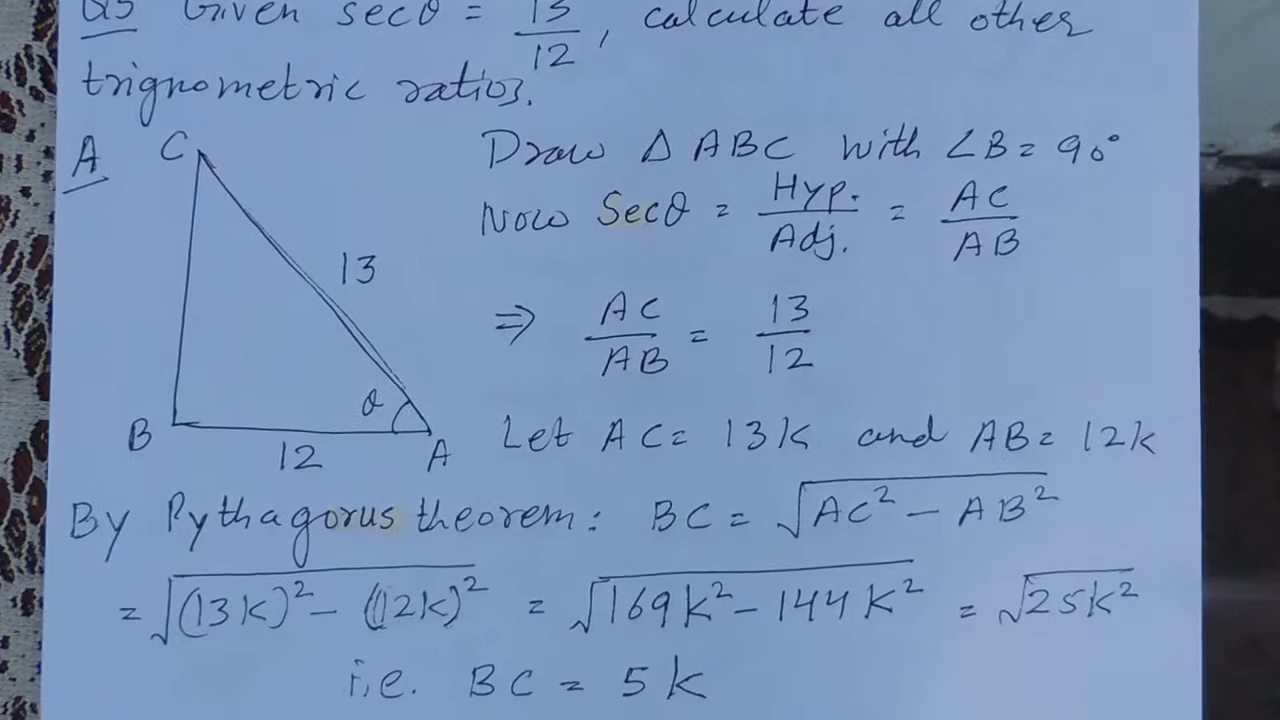 Q5 Given secθ = 13/12, calculate all other
trignometric ratios.
A
C
13
θ
B
12
A
Draw Δ ABC with ∠B = 90°
Now Secθ = Hyp./Adj. = AC/AB
⇒ AC/AB = 13/12
Let AC = 13k and AB = 12k
By Pythagorus theorem: BC = √(AC² - AB²)
= √((13k)² - (12k)²) = √(169k² - 144k²) = √(25k²)
i.e. BC = 5k